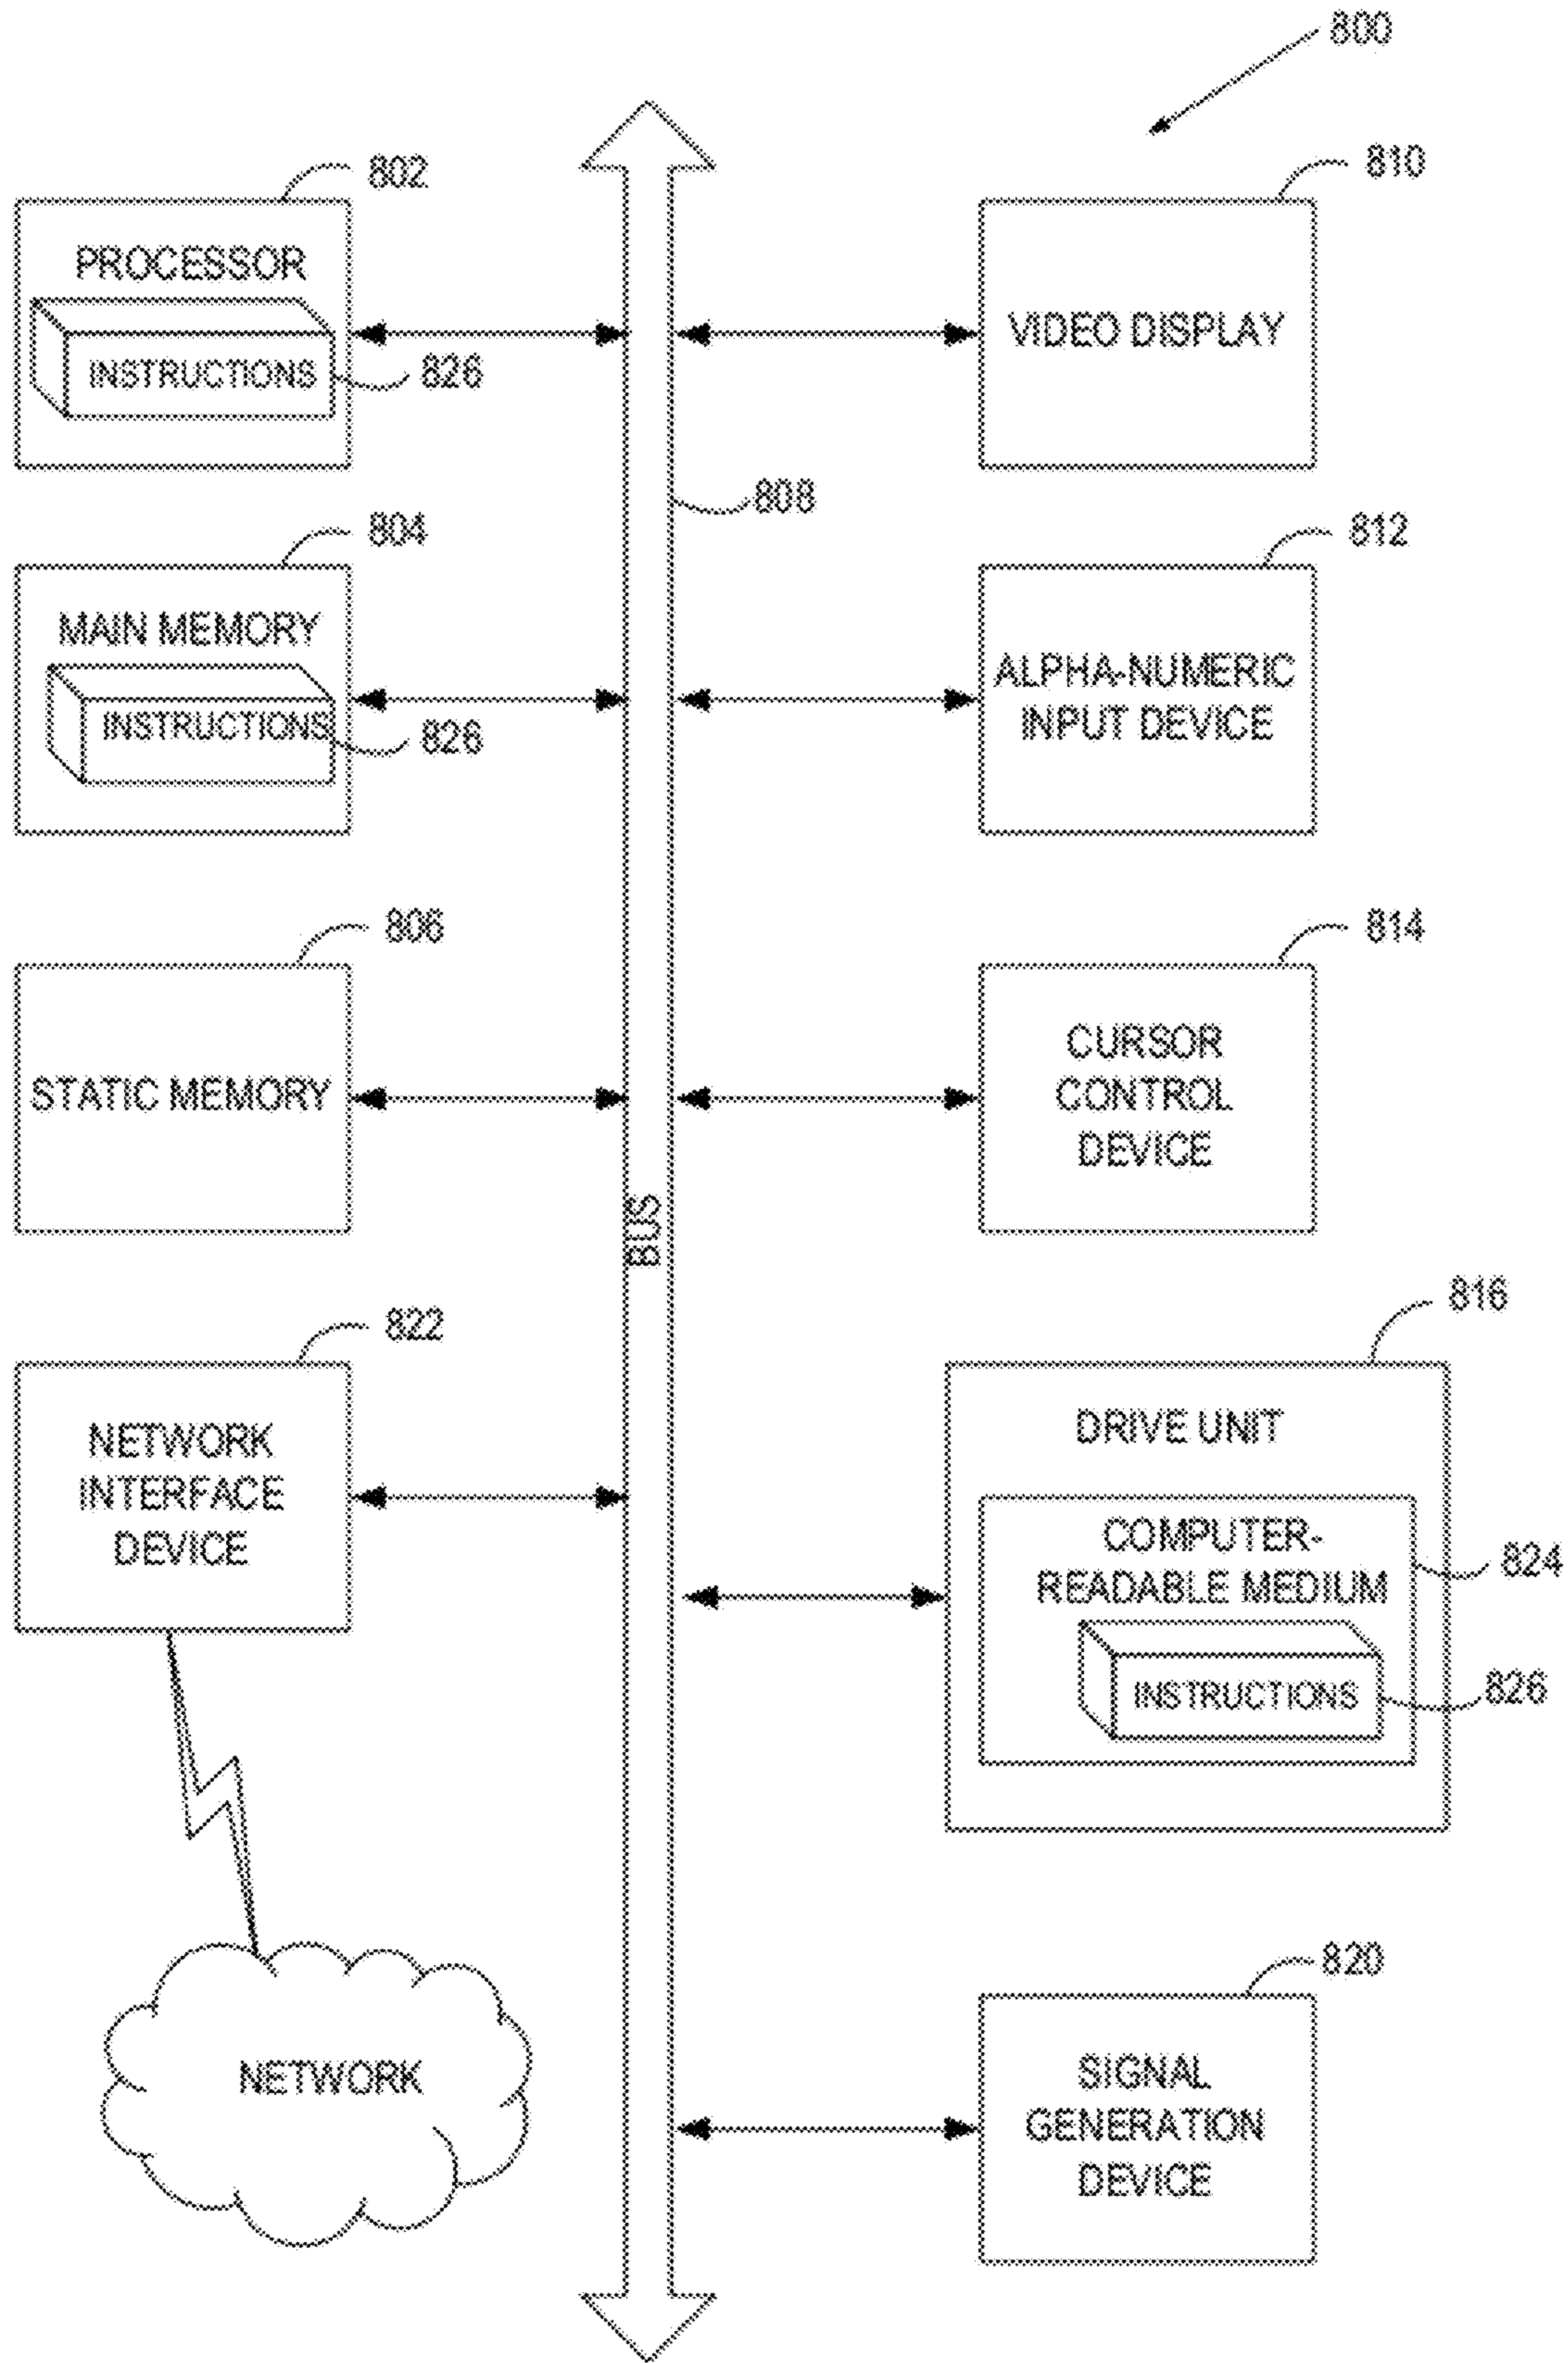 800
802
PROCESSOR
INSTRUCTIONS
826
804
MAIN MEMORY
INSTRUCTIONS
826
806
STATIC MEMORY
822
NETWORK
INTERFACE
DEVICE
NETWORK
808
BUS
810
VIDEO DISPLAY
812
ALPHA-NUMERIC
INPUT DEVICE
814
CURSOR
CONTROL
DEVICE
816
DRIVE UNIT
COMPUTER-
READABLE MEDIUM
824
INSTRUCTIONS
826
820
SIGNAL
GENERATION
DEVICE